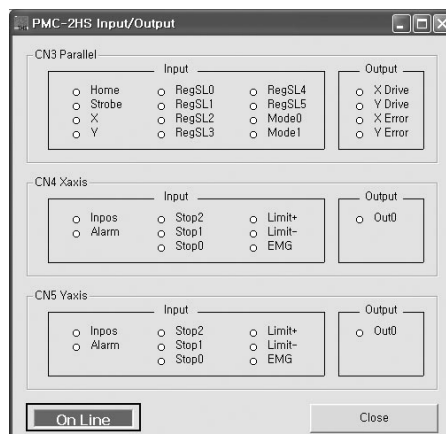 PMC-2HS Input/Output
CN3 Parallel
Input
Output
Home RegSL0 RegSL4 X Drive
Strobe RegSL1 RegSL5 Y Drive
X RegSL2 Mode0 X Error
Y RegSL3 Mode1 Y Error
CN4 Xaxis
Input
Output
Inpos Stop2 Limit+ Out0
Alarm Stop1 Limit-
Stop0 EMG
CN5 Yaxis
Input
Output
Inpos Stop2 Limit+ Out0
Alarm Stop1 Limit-
Stop0 EMG
On Line
Close